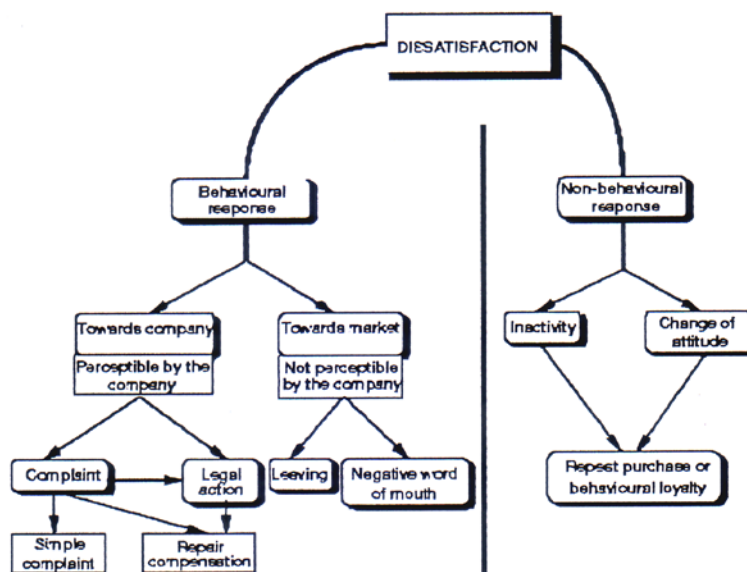 DISSATISFACTION
Behavioural
response
Non-behavioural
response
Towards company
Towards market
Inactivity
Change of
attitude
Perceptible by the
company
Not perceptible
by the company
Complaint
Legal
action
Leaving
Negative word
of mouth
Repeat purchase or
behavioural loyalty
Simple
complaint
Repair
compensation